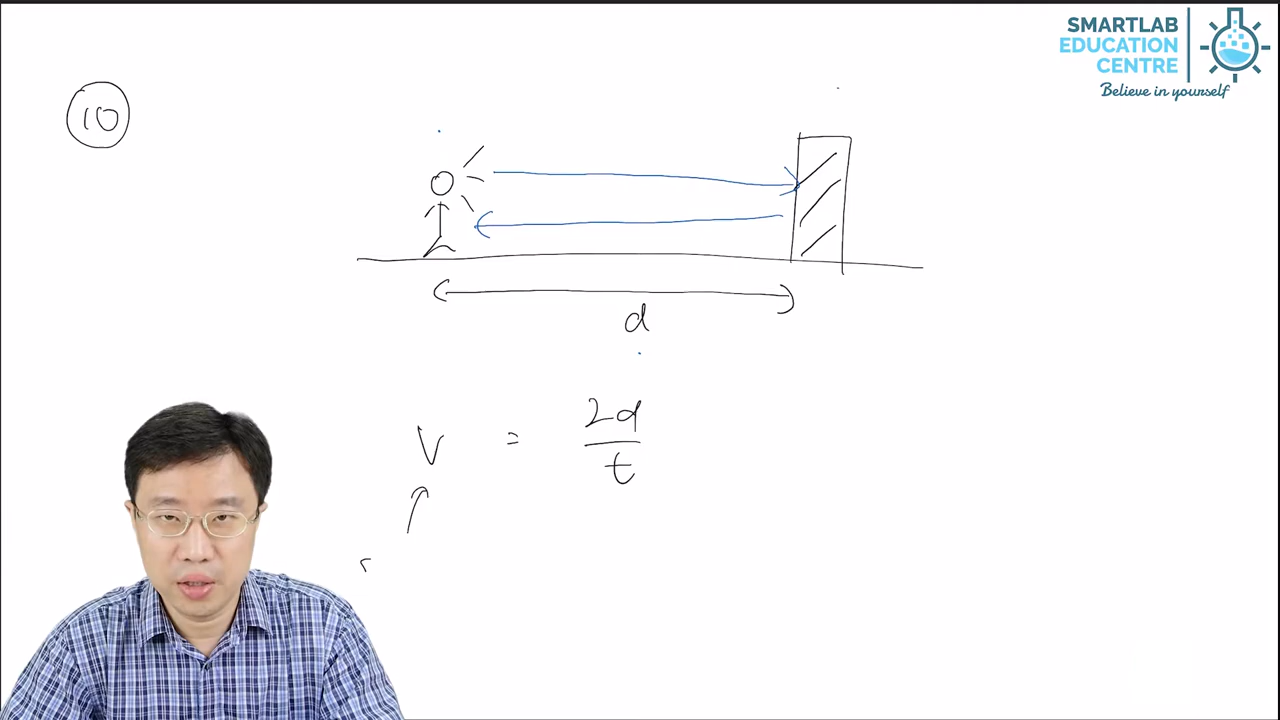 SMARTLAB
EDUCATION
CENTRE
Believe in yourself
10
d
V = 2d
t